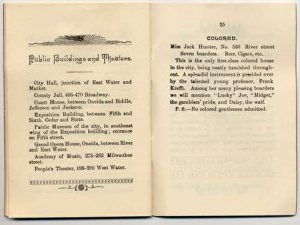 Public Buildings and Theaters.
City Hall, junction of East Water and
Market.
County Jail, 466-470 Broadway.
Court House, between Oneida and Biddle,
Jefferson and Jackson.
Exposition Building, between Fifth and
Sixth, Cedar and State.
Public Museum of the city, in southeast
wing of the Exposition Building; entrance
on Fifth street.
Grand Opera House, Oneida, between River
and East Water.
Academy of Music, 275-283 Milwaukee
street.
People's Theater, 198-200 West Water.
25
COLORED.
Miss Jack Hunter, No. 538 River street
Seven boarders. Beer, Cigars, etc.
This is the only first-class colored house
in the city, being neatly furnished through-
out. A splendid instrument is presided over
by the talented young professor, Frank
Krefft. Among her many pleasing boarders
we will mention "Lucky" Joe, "Midget,"
the gamblers' pride, and Daisy, the waif.
P. S.—No colored gentlemen admitted.